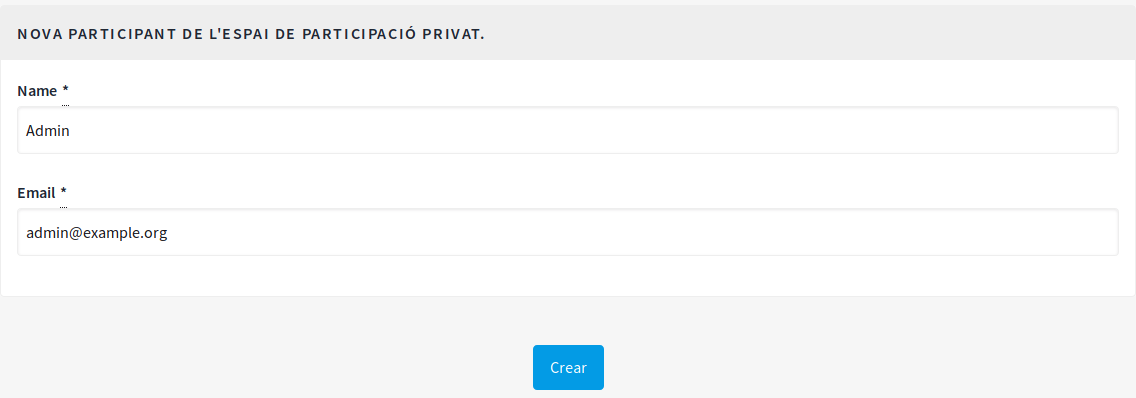 NOVA PARTICIPANT DE L'ESPAI DE PARTICIPACIÓ PRIVAT.
Name *
Admin
Email *
admin@example.org
Crear